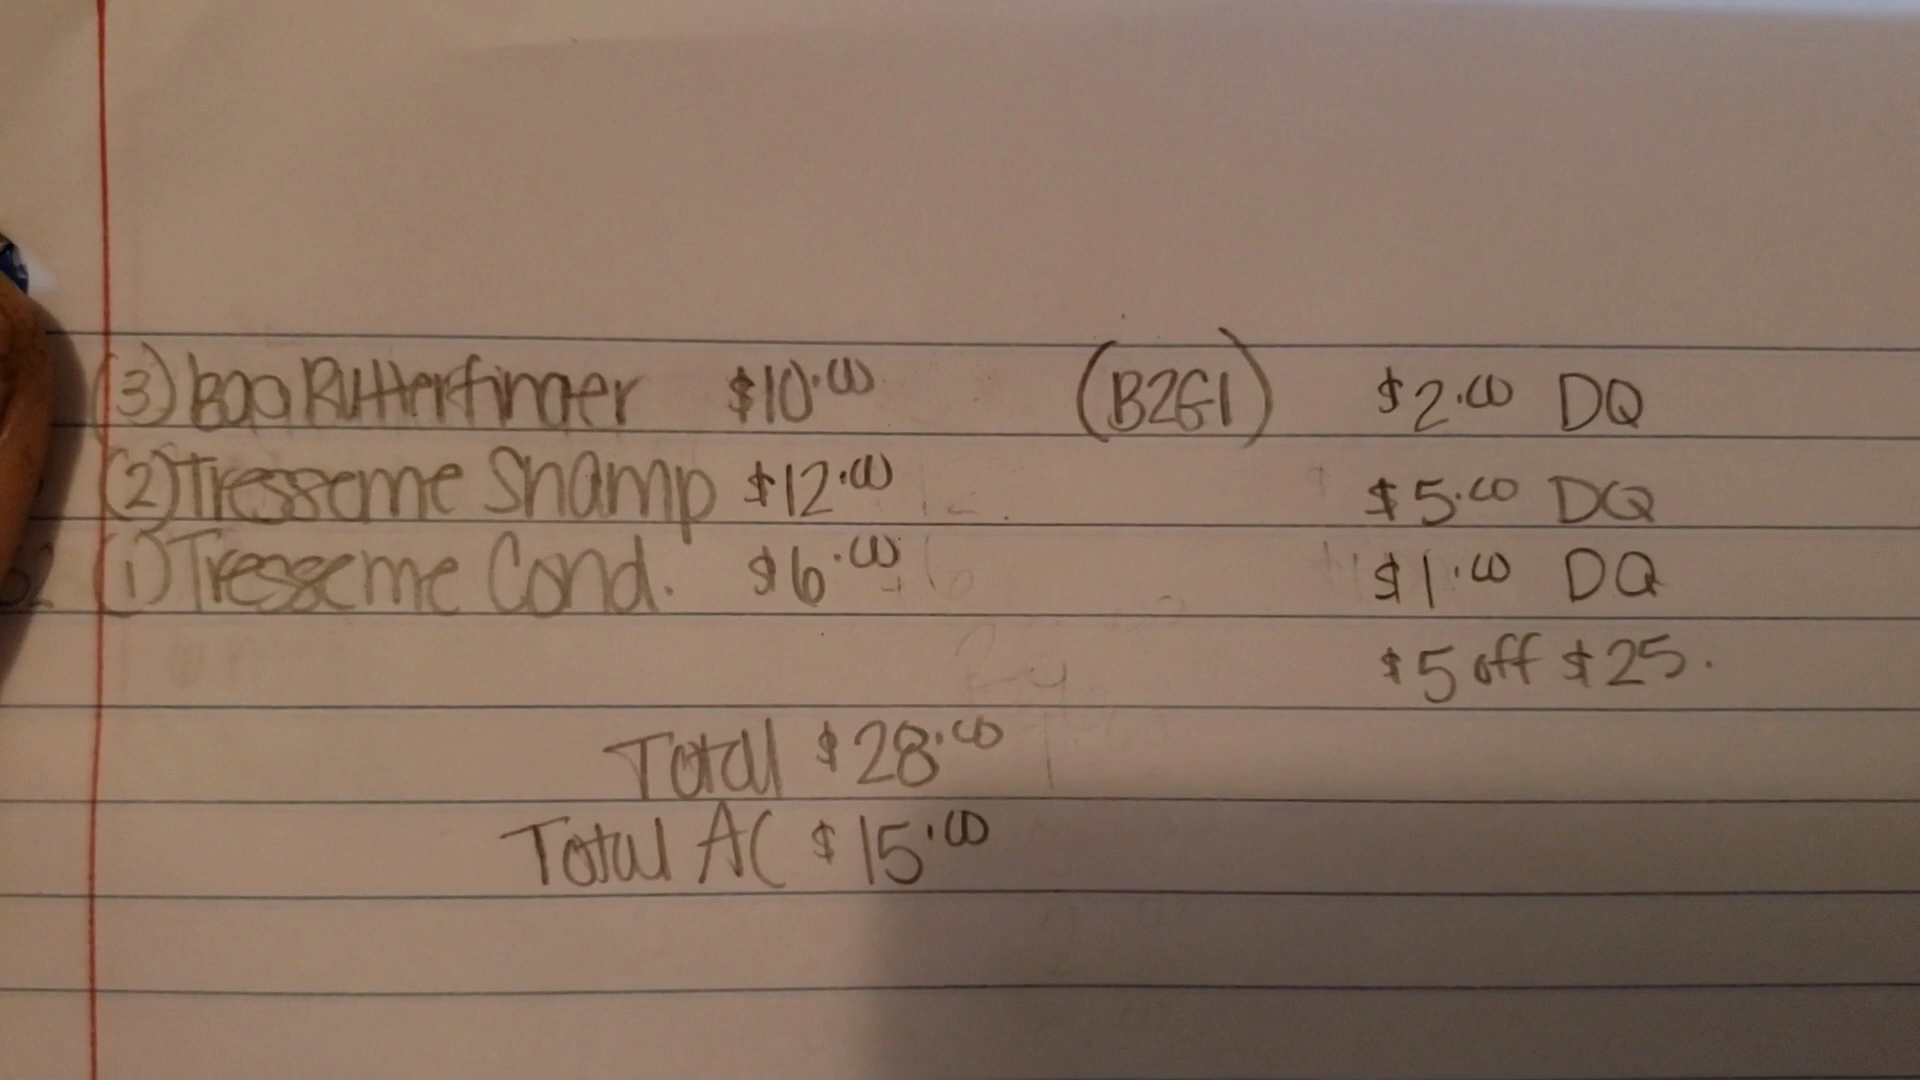 (3) Bag Butterfinger $10.00 (B2G1) $2.00 DQ
(2) Tresseme Shamp $12.00 $5.00 DQ
(1) Tresseme Cond. $6.00 $1.00 DQ
$5 off $25.
Total $28.00
Total AC $15.00